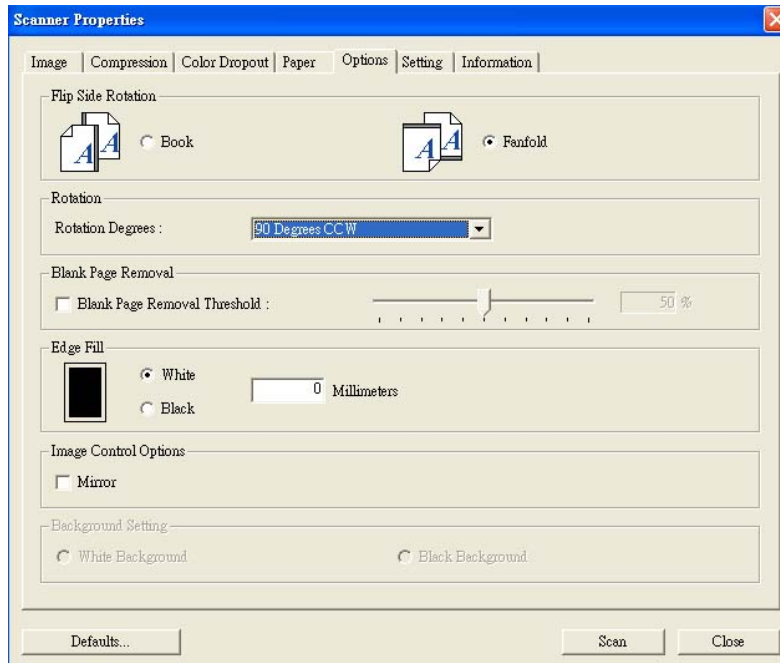 Scanner Properties
Image Compression Color Dropout Paper Options Setting Information
Flip Side Rotation
A A Book A A Fanfold
Rotation
Rotation Degrees : 90 Degrees CCW
Blank Page Removal
Blank Page Removal Threshold : 50 %
Edge Fill
White
0 Millimeters
Black
Image Control Options
Mirror
Background Setting
White Background Black Background
Defaults... Scan Close